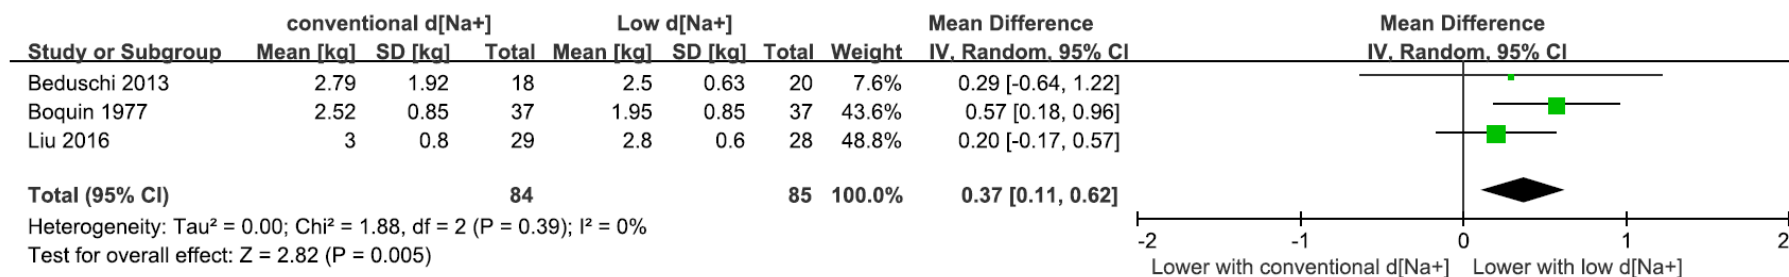 conventional d[Na+] Low d[Na+] Mean Difference Mean Difference
Study or Subgroup Mean [kg] SD [kg] Total Mean [kg] SD [kg] Total Weight IV, Random, 95% CI IV, Random, 95% CI
Beduschi 2013 2.79 1.92 18 2.5 0.63 20 7.6% 0.29 [-0.64, 1.22]
Boquin 1977 2.52 0.85 37 1.95 0.85 37 43.6% 0.57 [0.18, 0.96]
Liu 2016 3 0.8 29 2.8 0.6 28 48.8% 0.20 [-0.17, 0.57]
Total (95% CI) 84 85 100.0% 0.37 [0.11, 0.62]
Heterogeneity: Tau² = 0.00; Chi² = 1.88, df = 2 (P = 0.39); I² = 0%
Test for overall effect: Z = 2.82 (P = 0.005)
-2 -1 0 1 2
Lower with conventional d[Na+] Lower with low d[Na+]